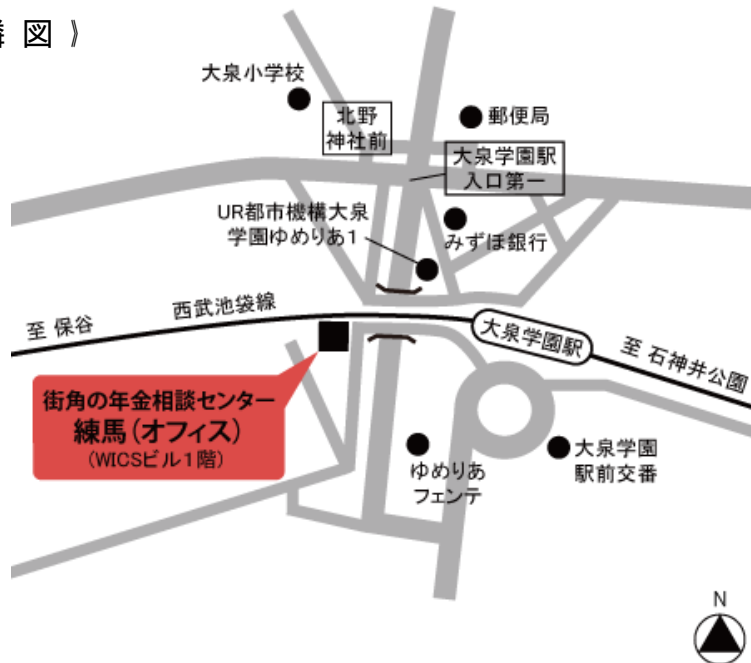 図 》
大泉小学校
北野
神社前
郵便局
大泉学園駅
入口第一
UR都市機構大泉
学園ゆめりあ1
みずほ銀行
至 保谷
西武池袋線
大泉学園駅
至 石神井公園
街角の年金相談センター
練馬(オフィス)
(WICSビル1階)
ゆめりあ
フェンテ
大泉学園
駅前交番
N